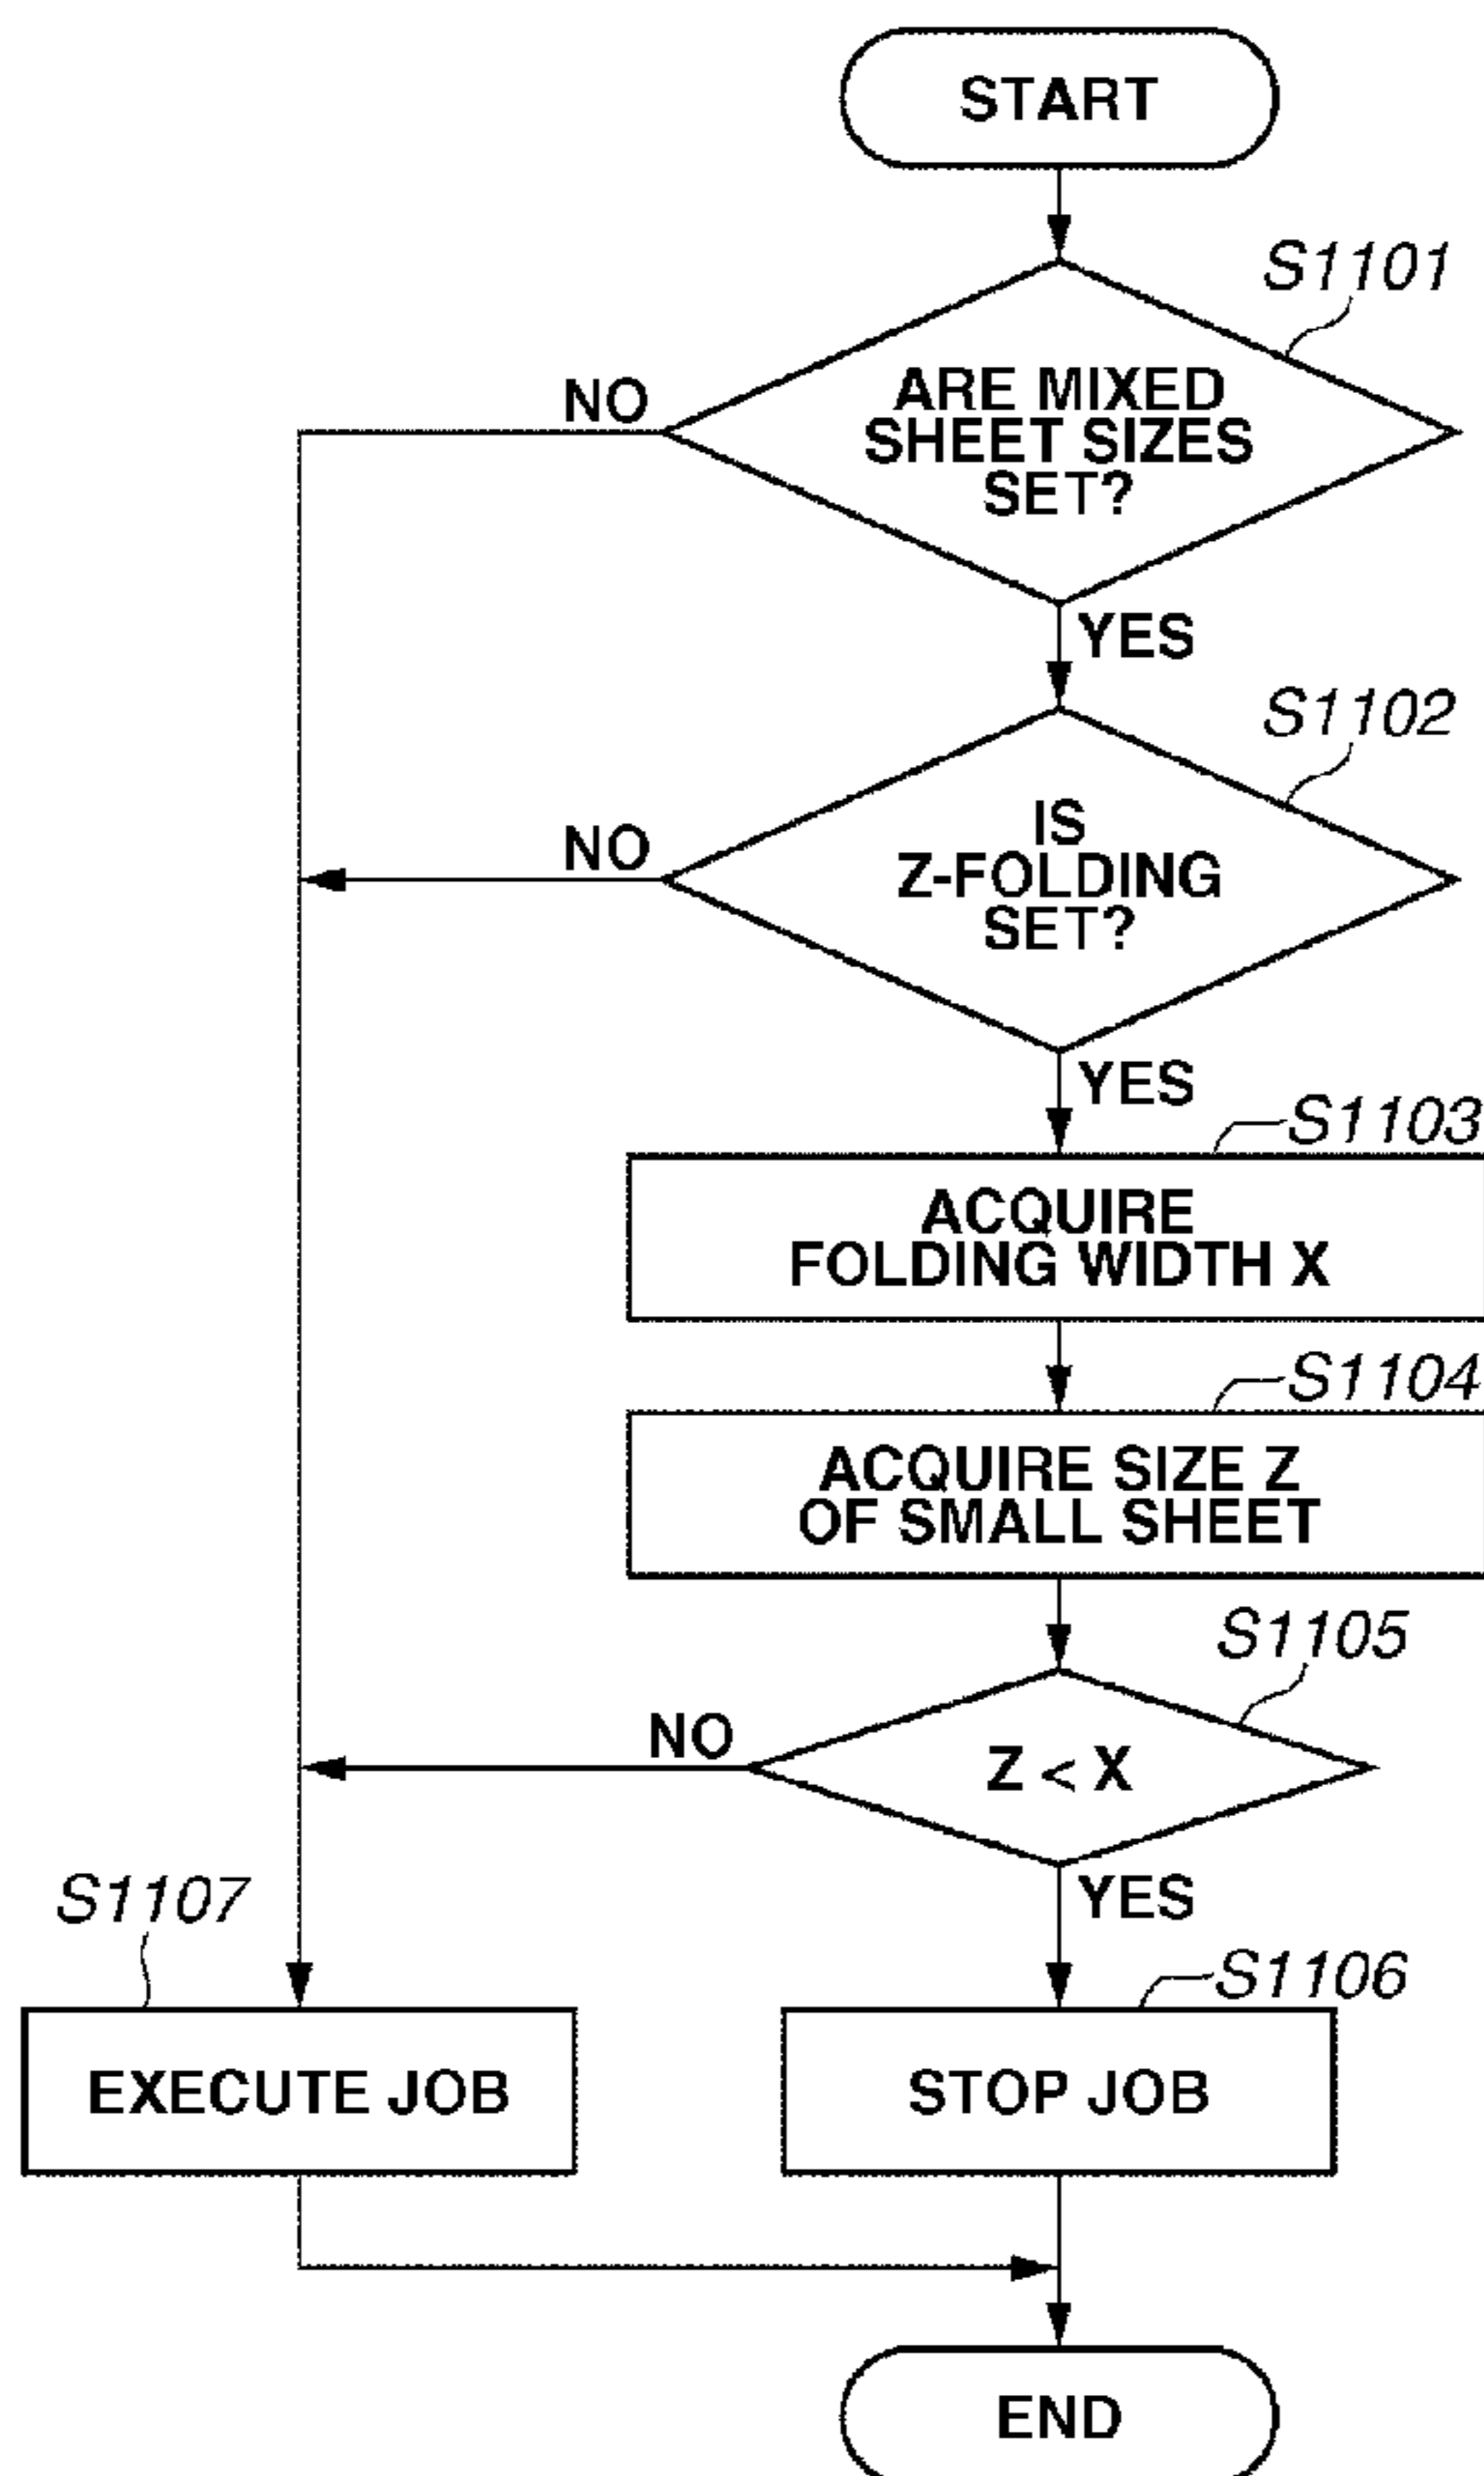 START
S1101
ARE MIXED
SHEET SIZES
SET?
NO
YES
S1102
IS
Z-FOLDING
SET?
NO
YES
S1103
ACQUIRE
FOLDING WIDTH X
S1104
ACQUIRE SIZE Z
OF SMALL SHEET
S1105
Z < X
NO
YES
S1107
EXECUTE JOB
S1106
STOP JOB
END